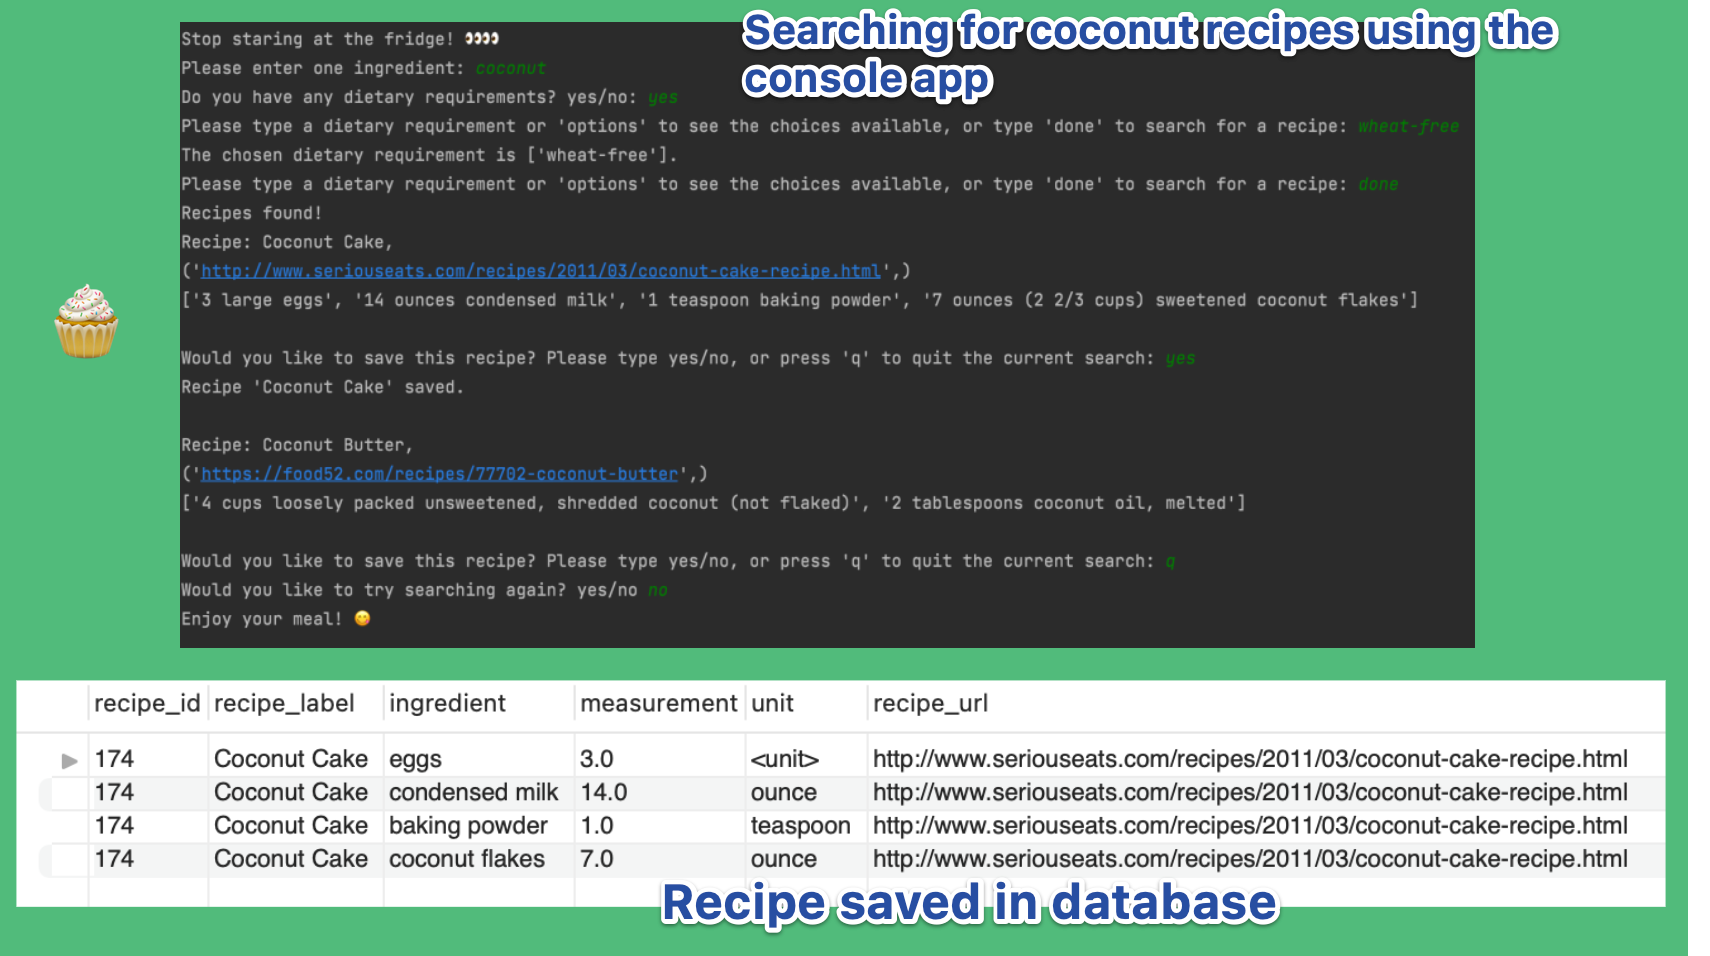 Searching for coconut recipes using the
console app
Stop staring at the fridge! 👀👀
Please enter one ingredient: coconut
Do you have any dietary requirements? yes/no: yes
Please type a dietary requirement or 'options' to see the choices available, or type 'done' to search for a recipe: wheat-free
The chosen dietary requirement is ['wheat-free'].
Please type a dietary requirement or 'options' to see the choices available, or type 'done' to search for a recipe: done
Recipes found!
Recipe: Coconut Cake,
('http://www.seriouseats.com/recipes/2011/03/coconut-cake-recipe.html',)
['3 large eggs', '14 ounces condensed milk', '1 teaspoon baking powder', '7 ounces (2 2/3 cups) sweetened coconut flakes']
Would you like to save this recipe? Please type yes/no, or press 'q' to quit the current search: yes
Recipe 'Coconut Cake' saved.
Recipe: Coconut Butter,
('https://food52.com/recipes/77702-coconut-butter',)
['4 cups loosely packed unsweetened, shredded coconut (not flaked)', '2 tablespoons coconut oil, melted']
Would you like to save this recipe? Please type yes/no, or press 'q' to quit the current search: q
Would you like to try searching again? yes/no no
Enjoy your meal! 😋
recipe_id recipe_label ingredient measurement unit recipe_url
174 Coconut Cake eggs 3.0 <unit> http://www.seriouseats.com/recipes/2011/03/coconut-cake-recipe.html
174 Coconut Cake condensed milk 14.0 ounce http://www.seriouseats.com/recipes/2011/03/coconut-cake-recipe.html
174 Coconut Cake baking powder 1.0 teaspoon http://www.seriouseats.com/recipes/2011/03/coconut-cake-recipe.html
174 Coconut Cake coconut flakes 7.0 ounce http://www.seriouseats.com/recipes/2011/03/coconut-cake-recipe.html
Recipe saved in database